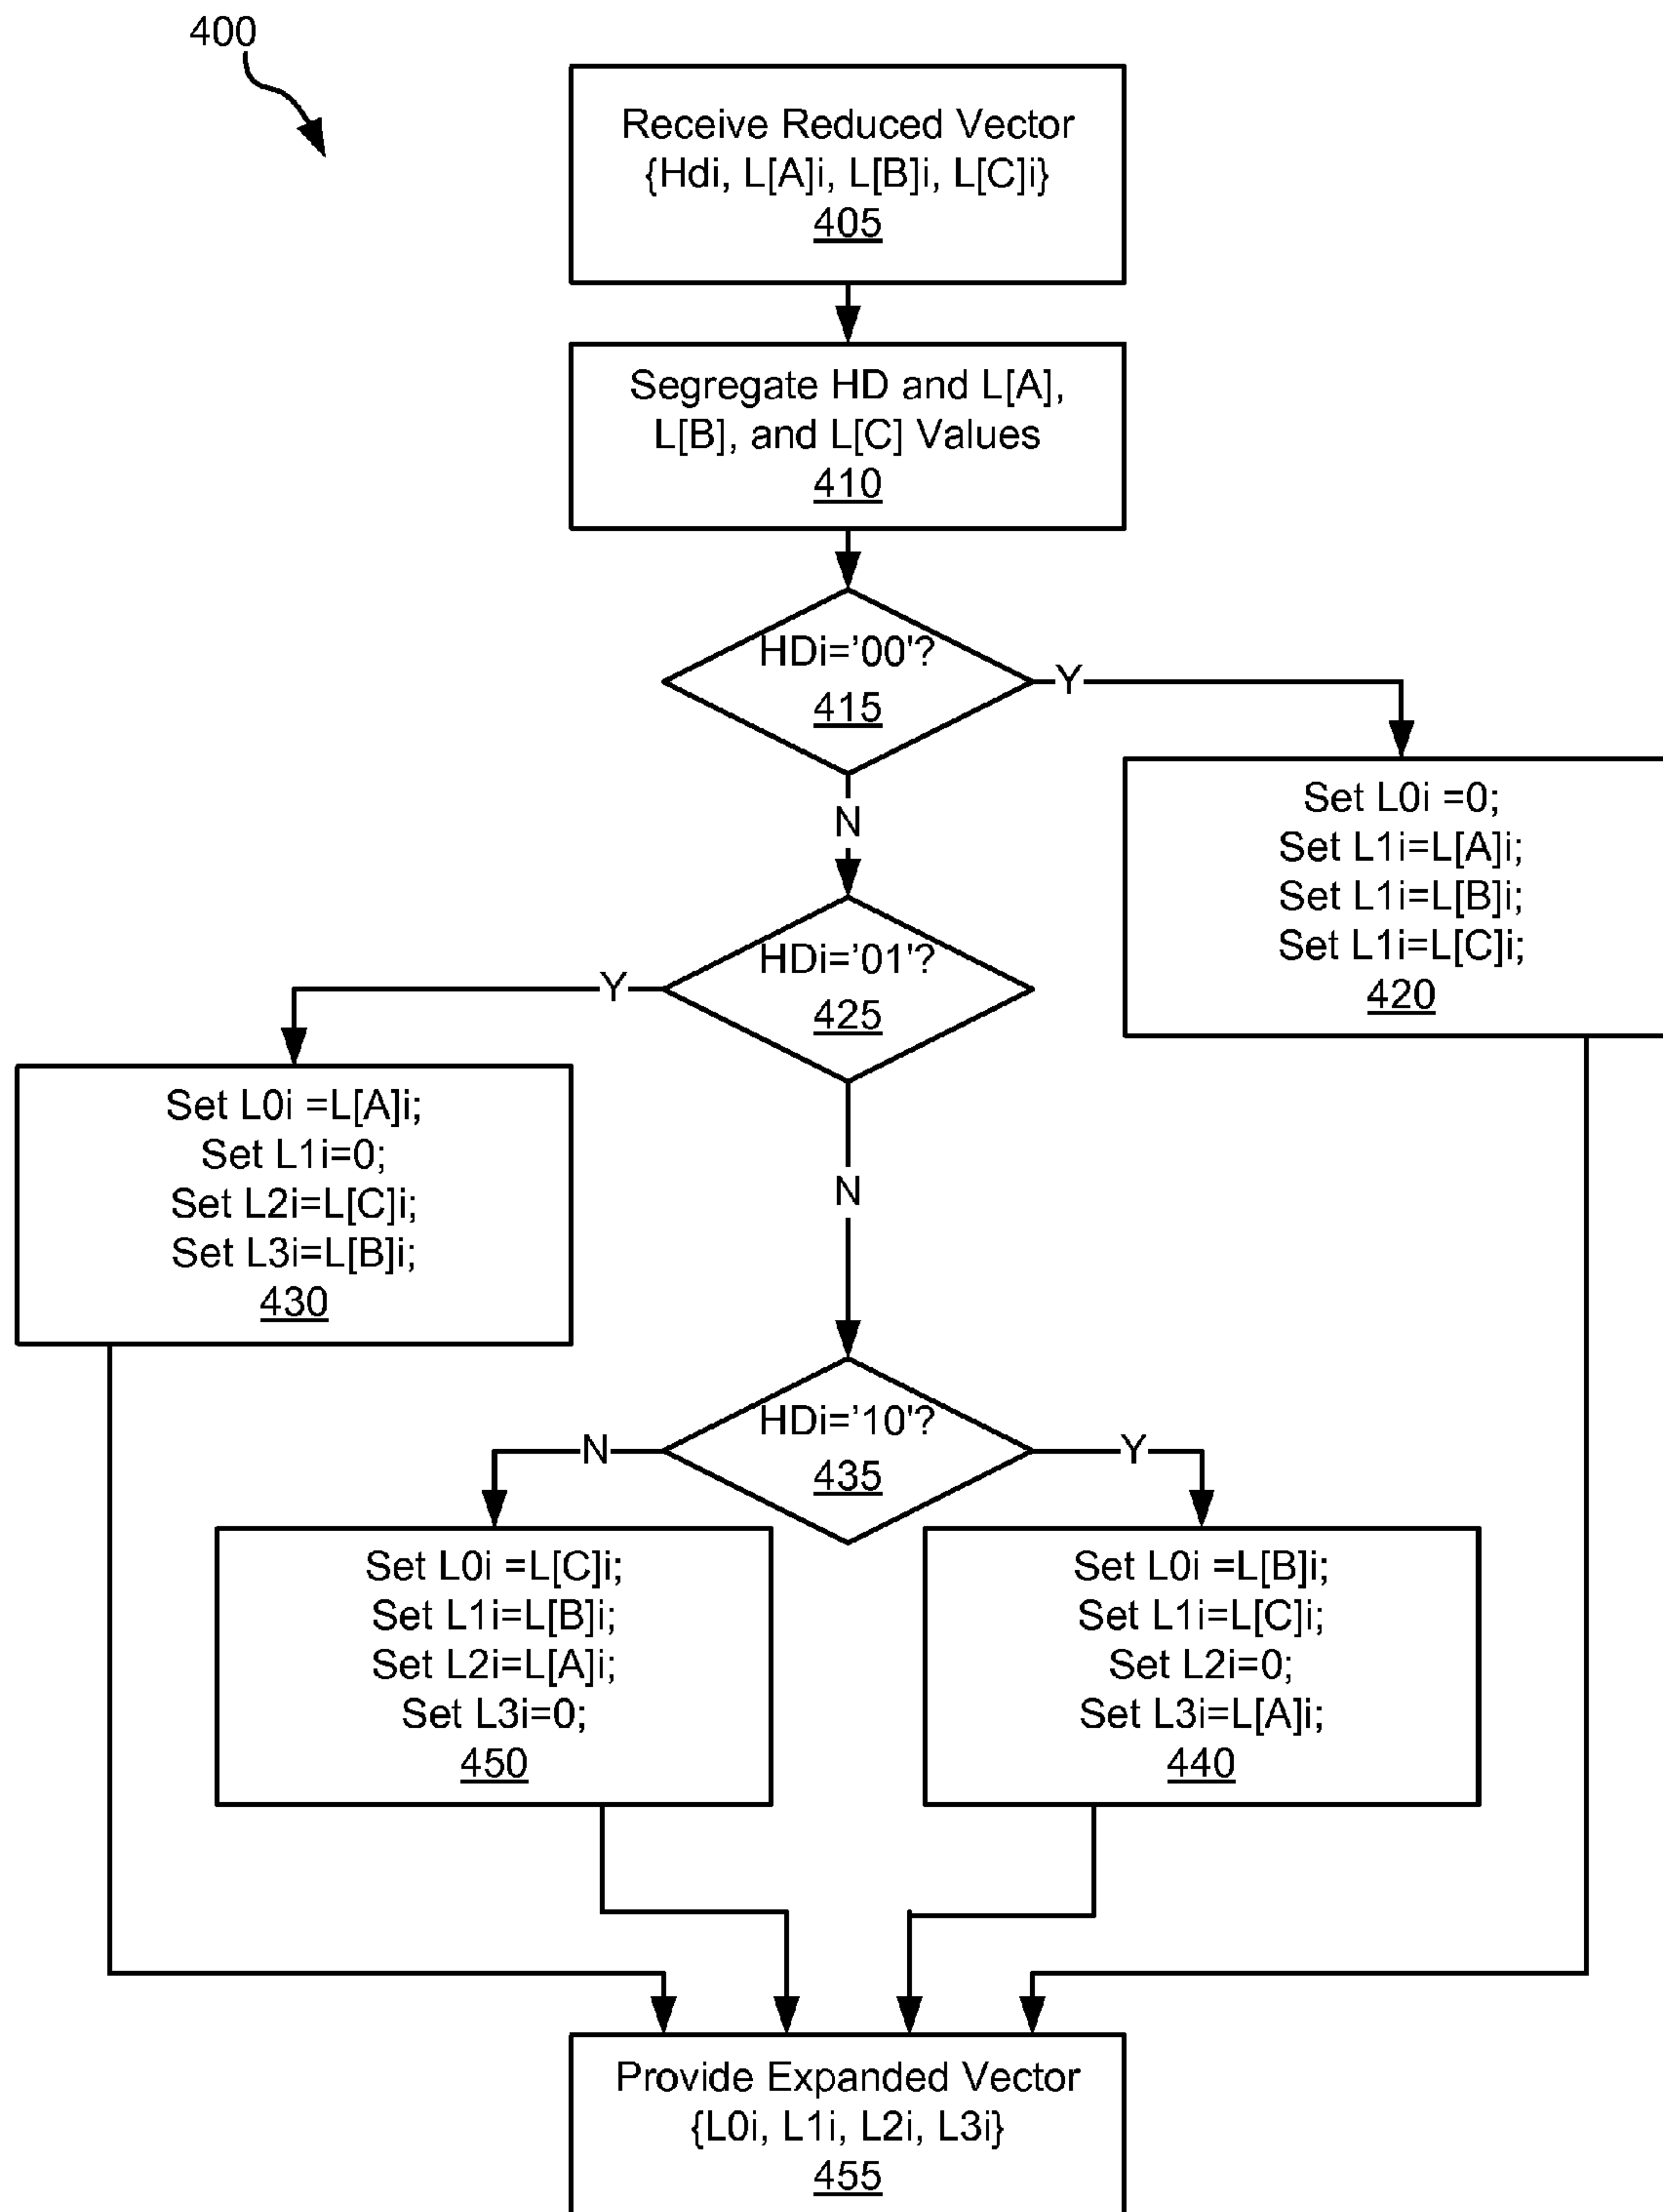 400
Receive Reduced Vector
{Hdi, L[A]i, L[B]i, L[C]i}
405
Segregate HD and L[A],
L[B], and L[C] Values
410
HDi='00'?
415
Y
N
Set L0i =0;
Set L1i=L[A]i;
Set L1i=L[B]i;
Set L1i=L[C]i;
420
HDi='01'?
425
Y
N
Set L0i =L[A]i;
Set L1i=0;
Set L2i=L[C]i;
Set L3i=L[B]i;
430
HDi='10'?
435
N
Y
Set L0i =L[C]i;
Set L1i=L[B]i;
Set L2i=L[A]i;
Set L3i=0;
450
Set L0i =L[B]i;
Set L1i=L[C]i;
Set L2i=0;
Set L3i=L[A]i;
440
Provide Expanded Vector
{L0i, L1i, L2i, L3i}
455